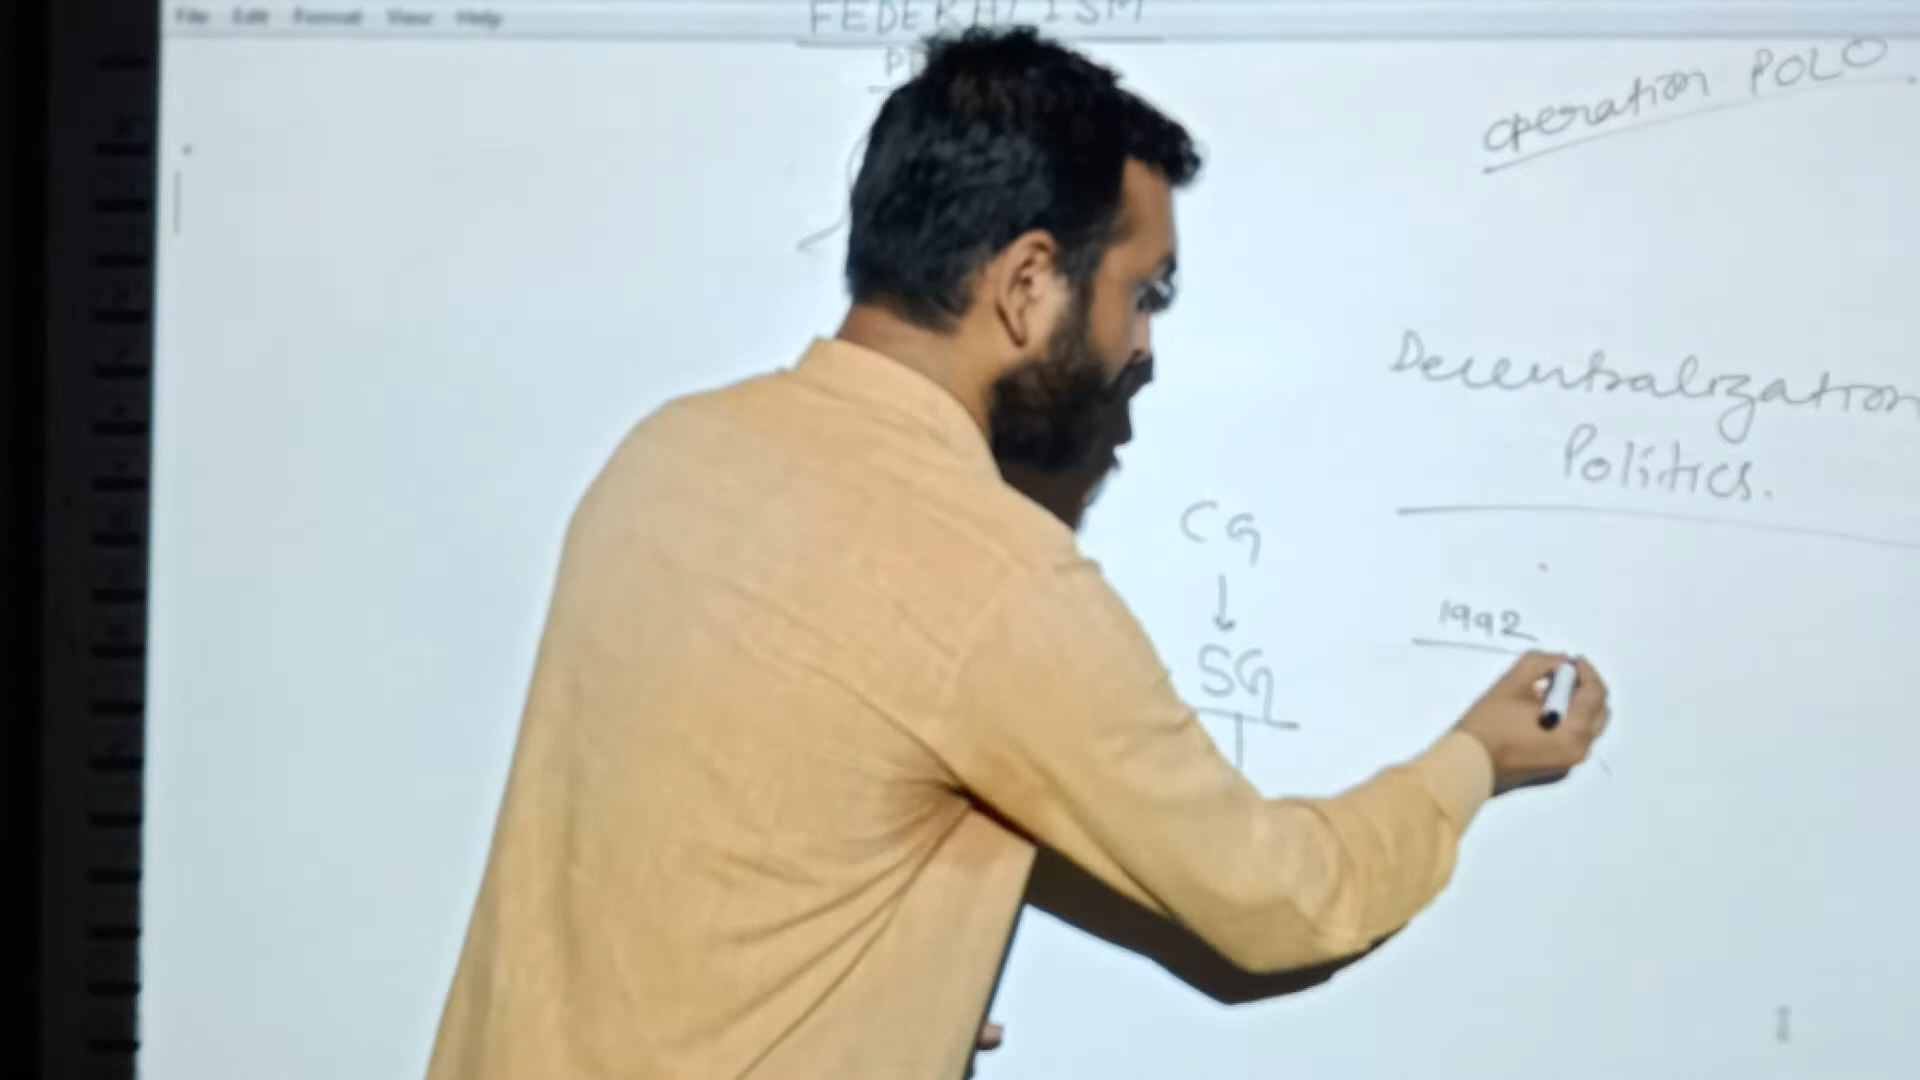 File Edit Format View Help
FEDERALISM
operation POLO
Decentralization
Politics.
CG
SG
1992